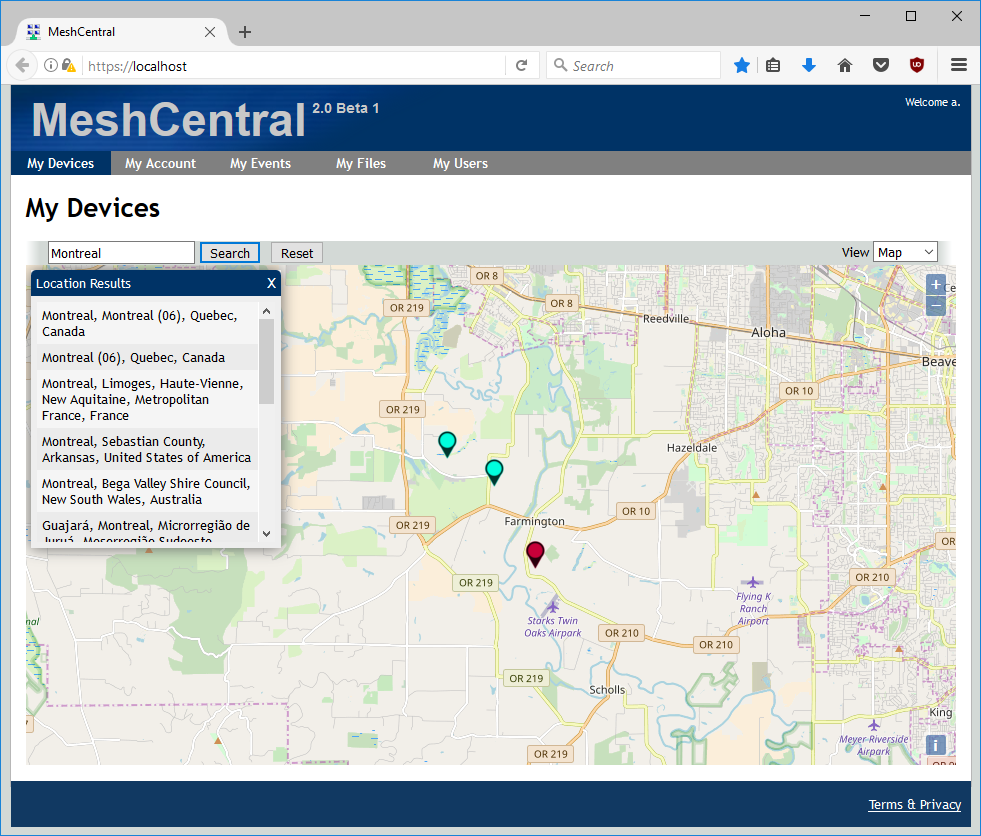 MeshCentral
https://localhost
Search
MeshCentral 2.0 Beta 1
Welcome a.
My Devices My Account My Events My Files My Users
My Devices
Montreal Search Reset View Map
Location Results X
Montreal, Montreal (06), Quebec,
Canada
Montreal (06), Quebec, Canada
Montreal, Limoges, Haute-Vienne,
New Aquitaine, Metropolitan
France, France
Montreal, Sebastian County,
Arkansas, United States of America
Montreal, Bega Valley Shire Council,
New South Wales, Australia
Guajará, Montreal, Microrregião de
Juruá, Mesorregião Sudoeste
OR 8
OR 219
OR 8
Reedville
Aloha
Beaver
OR 10
OR 219
Hazeldale
OR 10
Farmington
OR 219
OR
OR 219
OR 210
Flying K
Ranch
Airport
Starks Twin
Oaks Airpark
OR 210
OR 210
nal
OR 219
Scholls
King
Meyer Riverside
Airport
OR 219
i
Terms & Privacy